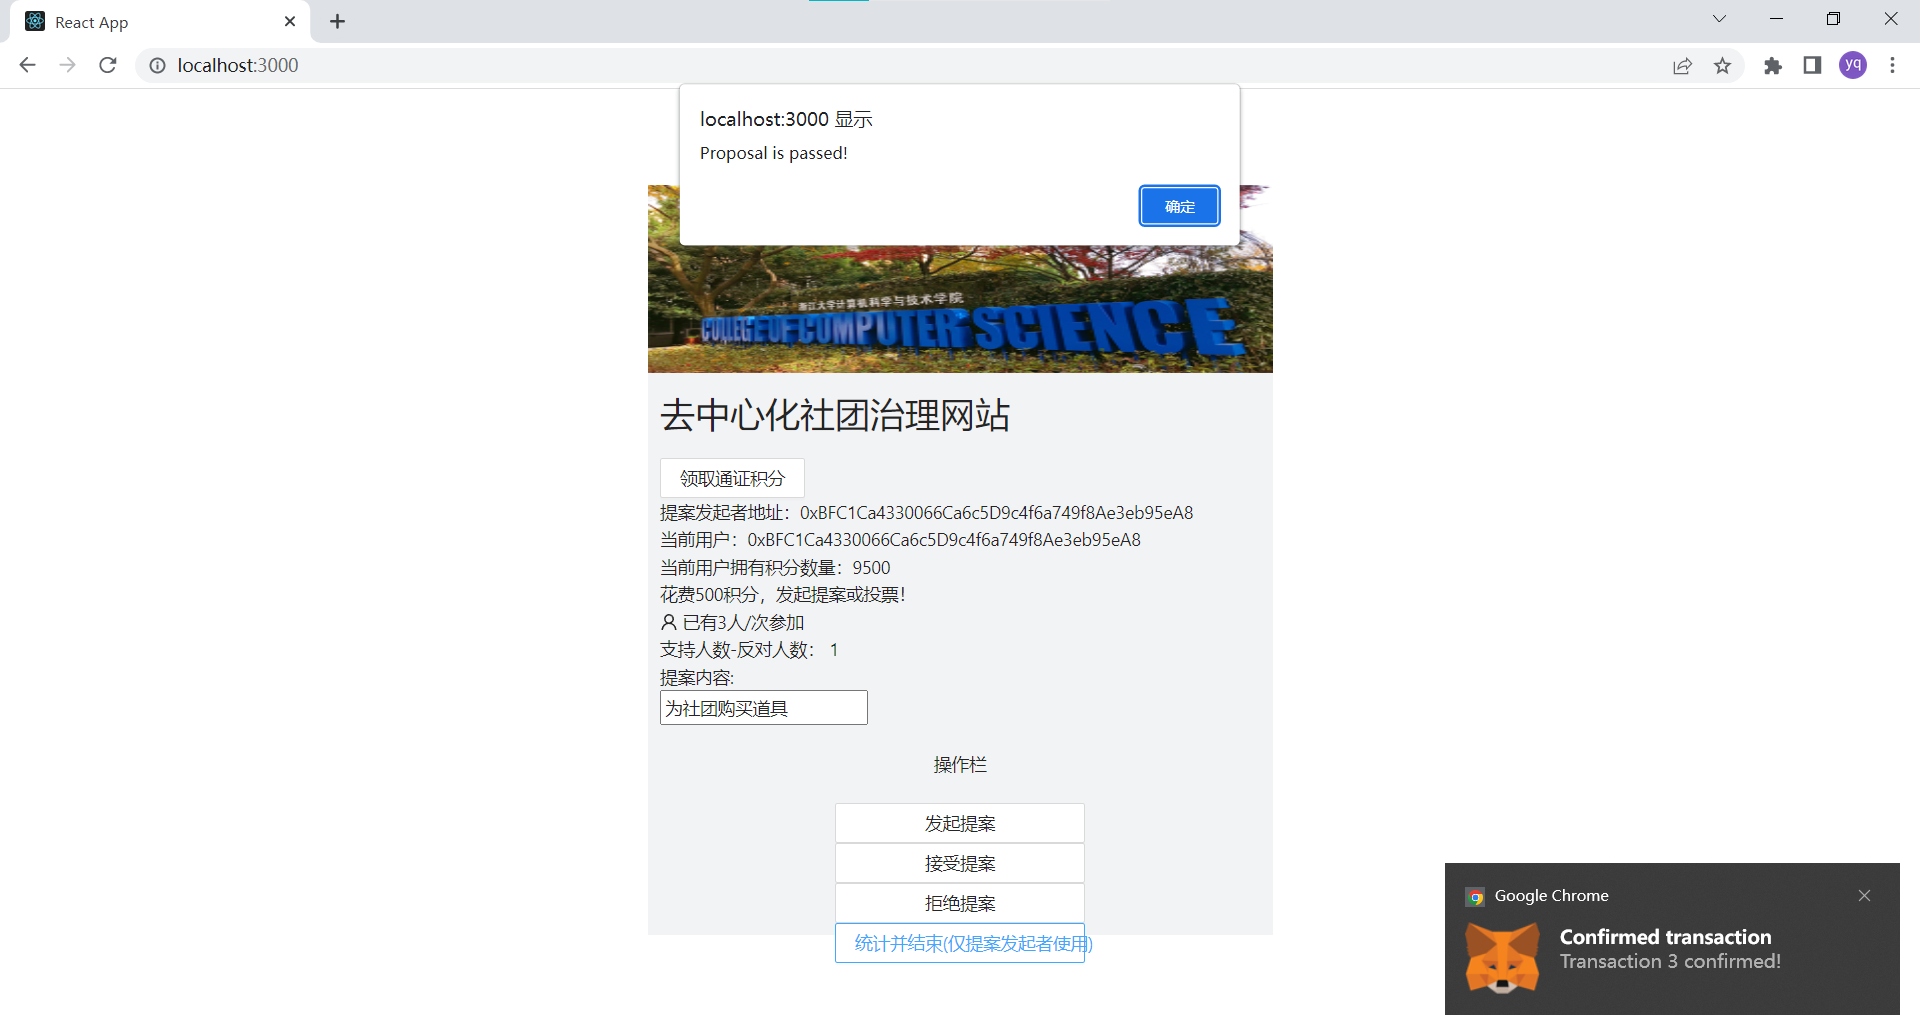 React App
localhost:3000
yq
localhost:3000 显示
Proposal is passed!
确定
浙江大学计算机科学与技术学院
COLLEGE OF COMPUTER SCIENCE
去中心化社团治理网站
领取通证积分
提案发起者地址：0xBFC1Ca4330066Ca6c5D9c4f6a749f8Ae3eb95eA8
当前用户：0xBFC1Ca4330066Ca6c5D9c4f6a749f8Ae3eb95eA8
当前用户拥有积分数量：9500
花费500积分，发起提案或投票！
已有3人/次参加
支持人数-反对人数： 1
提案内容:
为社团购买道具
操作栏
发起提案
接受提案
拒绝提案
统计并结束(仅提案发起者使用)
Google Chrome
Confirmed transaction
Transaction 3 confirmed!